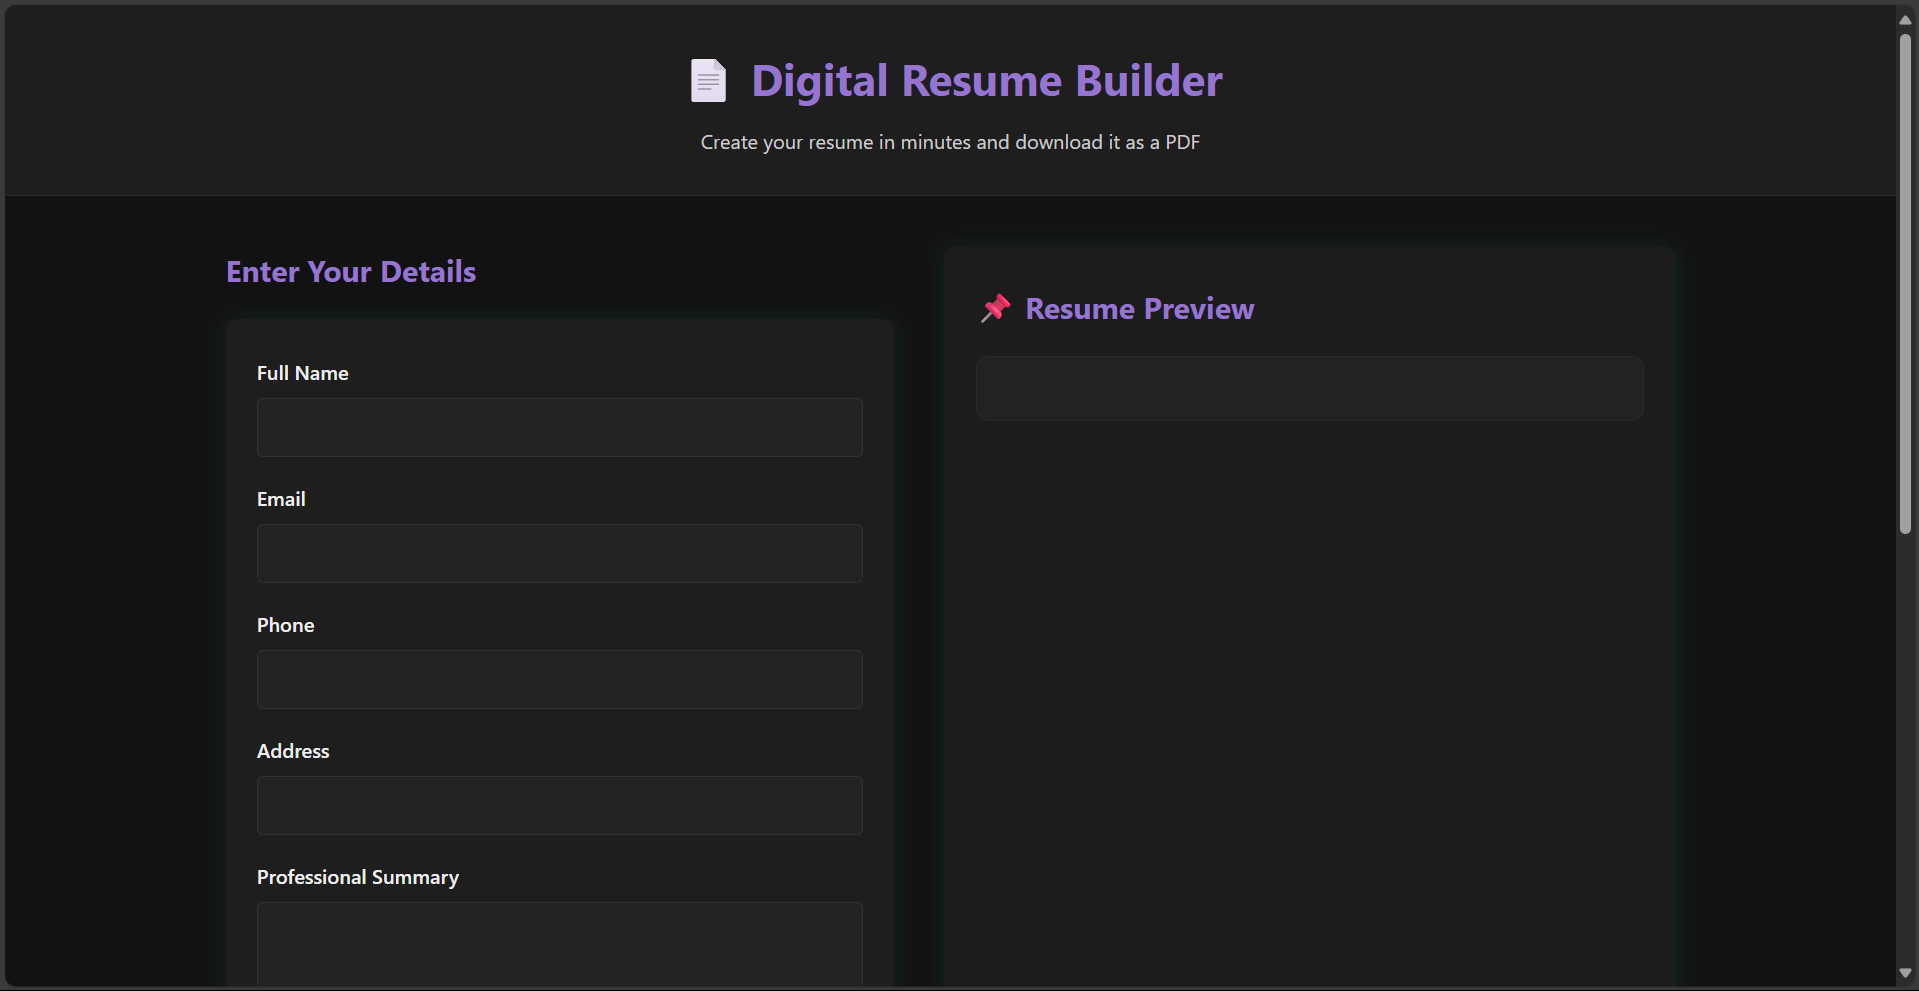 Digital Resume Builder
Create your resume in minutes and download it as a PDF
Enter Your Details
Full Name
Email
Phone
Address
Professional Summary
Resume Preview